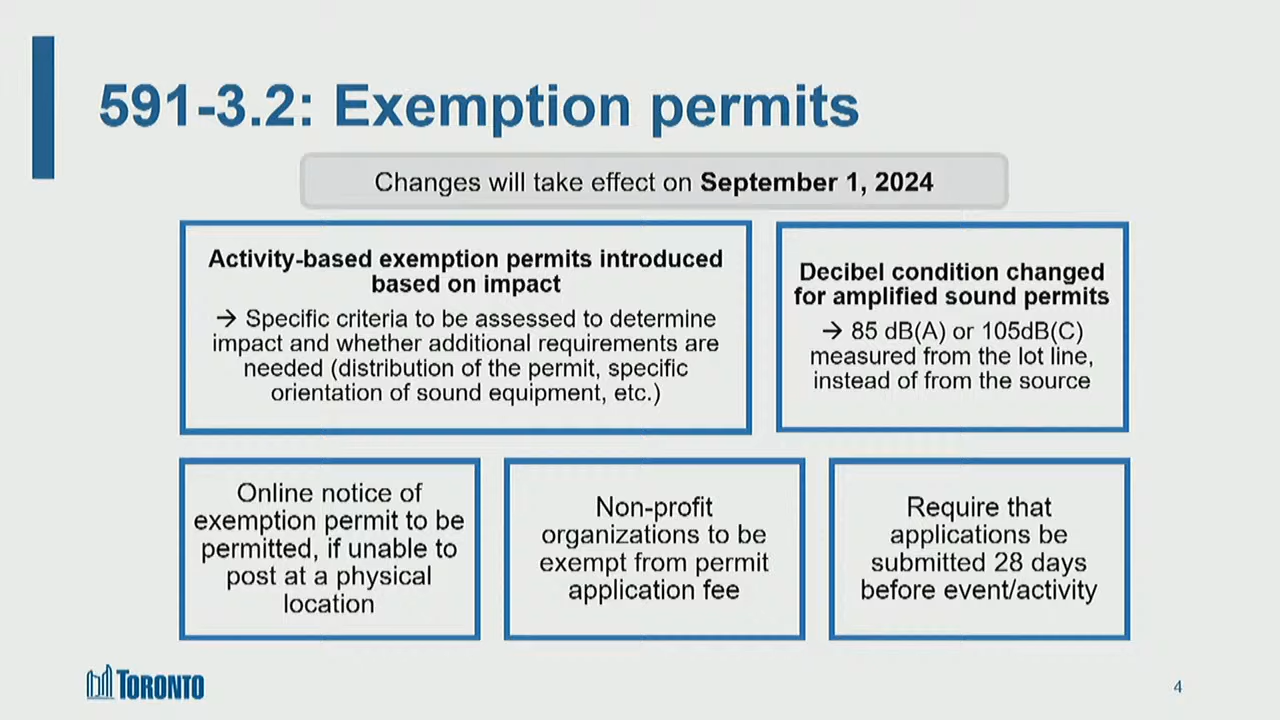 591-3.2: Exemption permits
Changes will take effect on September 1, 2024
Activity-based exemption permits introduced
based on impact
→ Specific criteria to be assessed to determine
impact and whether additional requirements are
needed (distribution of the permit, specific
orientation of sound equipment, etc.)
Decibel condition changed
for amplified sound permits
→ 85 dB(A) or 105dB(C)
measured from the lot line,
instead of from the source
Online notice of
exemption permit to be
permitted, if unable to
post at a physical
location
Non-profit
organizations to be
exempt from permit
application fee
Require that
applications be
submitted 28 days
before event/activity
TORONTO
4